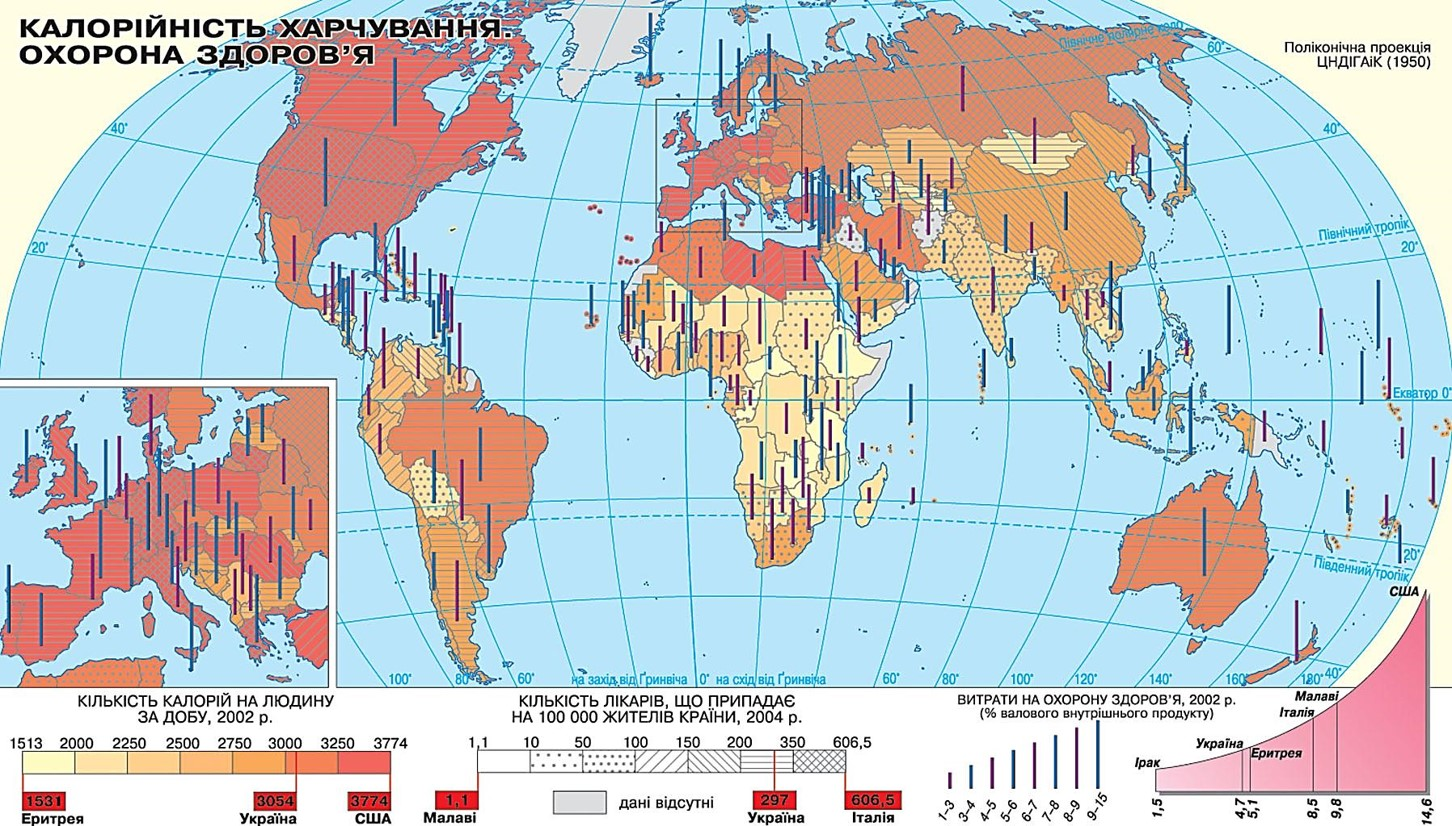 КАЛОРІЙНІСТЬ ХАРЧУВАННЯ.
ОХОРОНА ЗДОРОВ’Я
Поліконічна проекція
ЦНДІГАіК (1950)
Північне полярне коло
60°
40°
40°
20°
Північний тропік
20°
Екватор 0°
20°
Південний тропік
40°
100°
80°
60°
на захід від Ґринвіча
0°
на схід від Ґринвіча
60°
80°
100°
120°
140°
160°
180°
КІЛЬКІСТЬ КАЛОРІЙ НА ЛЮДИНУ
ЗА ДОБУ, 2002 р.
1513 2000 2250 2500 2750 3000 3250 3774
1531 3054 3774
Еритрея Україна США
КІЛЬКІСТЬ ЛІКАРІВ, ЩО ПРИПАДАЄ
НА 100 000 ЖИТЕЛІВ КРАЇНИ, 2004 р.
1,1 10 50 100 150 200 350 606,5
1,1 дані відсутні 297 606,5
Малаві Україна Італія
ВИТРАТИ НА ОХОРОНУ ЗДОРОВ’Я, 2002 р.
(% валового внутрішнього продукту)
1–3 3–4 4–5 5–6 6–7 7–8 8–9 9–15
США
Малаві
Італія
Україна
Еритрея
Ірак
1,5 4,7 5,1 8,5 9,8 14,6